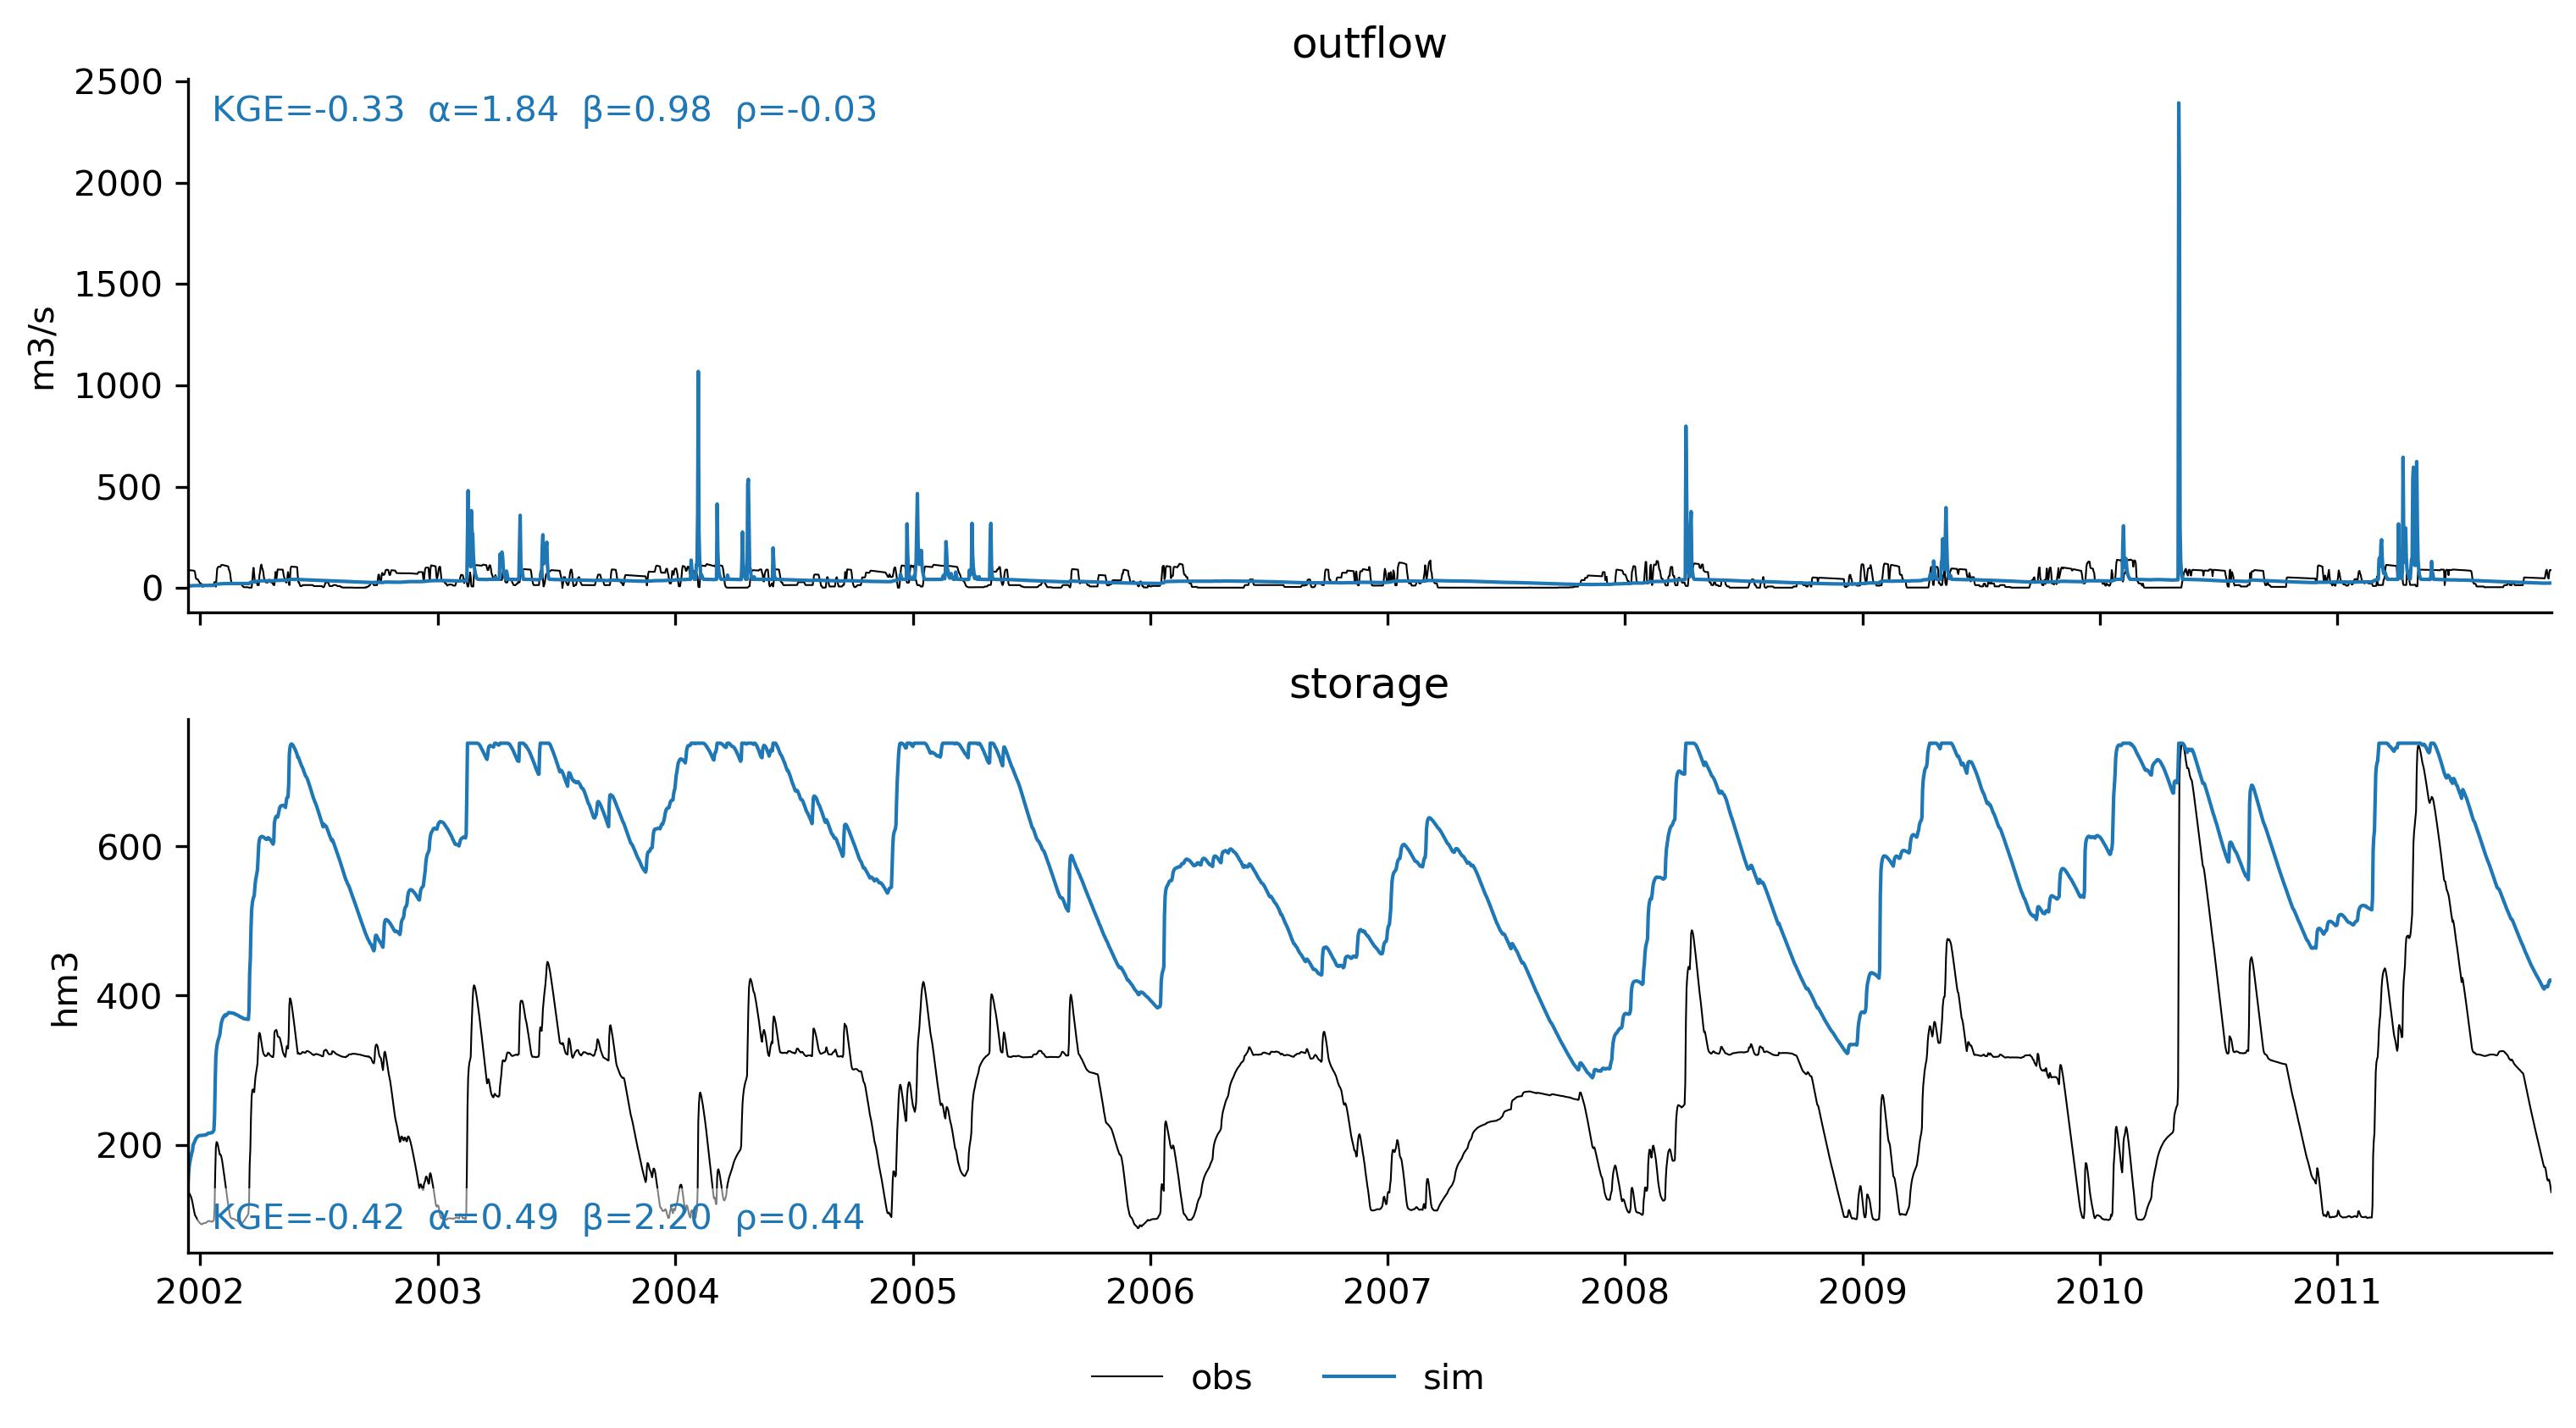 outflow
2500
KGE=-0.33 α=1.84 β=0.98 ρ=-0.03
2000
1500
m3/s
1000
500
0
storage
600
hm3
400
200
KGE=-0.42 α=0.49 β=2.20 ρ=0.44
2002 2003 2004 2005 2006 2007 2008 2009 2010 2011
obs sim